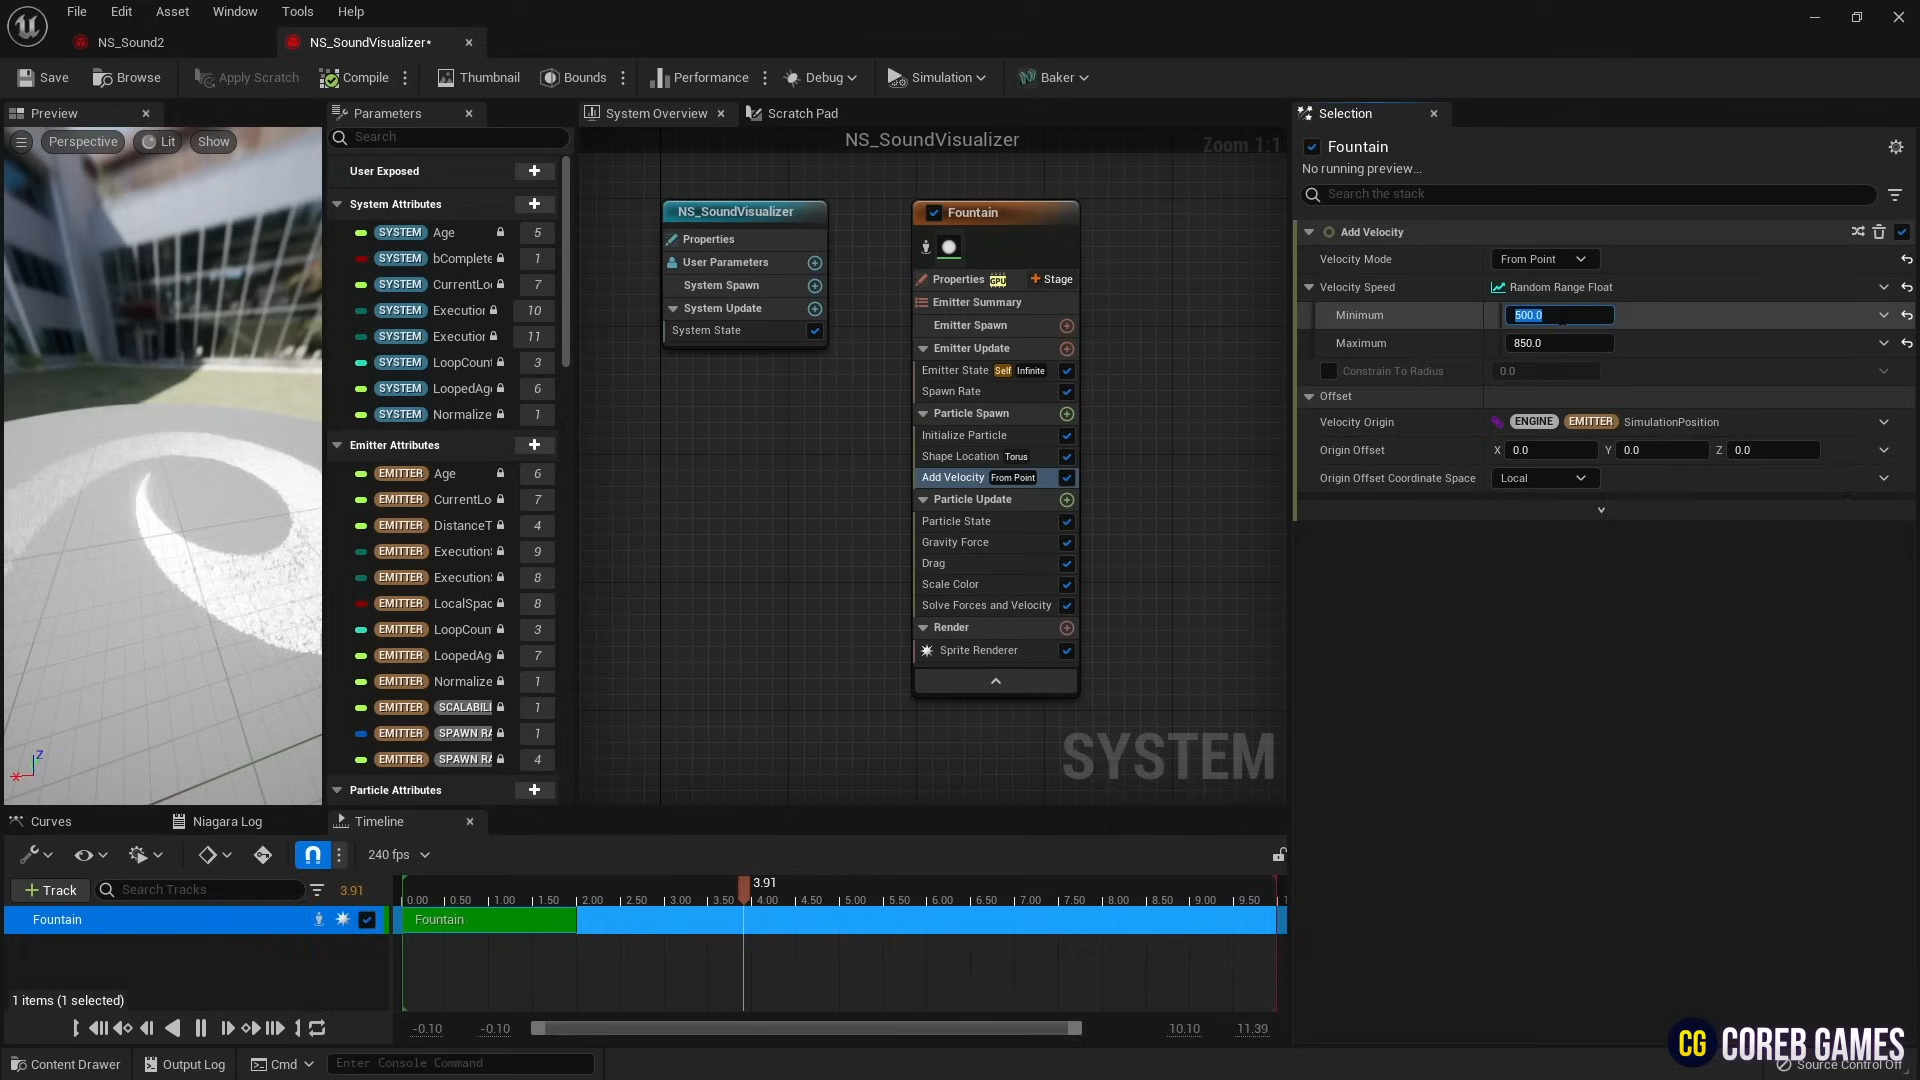 File Edit Asset Window Tools Help
NS_Sound2 NS_SoundVisualizer*
Save Browse Apply Scratch Compile Thumbnail Bounds Performance Debug Simulation Baker
Preview Parameters System Overview Scratch Pad Selection
Perspective Lit Show
Search
NS_SoundVisualizer
Zoom 1:1
User Exposed
System Attributes
SYSTEM Age 5
SYSTEM bComplete 1
SYSTEM CurrentLo 7
SYSTEM Execution 10
SYSTEM Execution 11
SYSTEM LoopCount 3
SYSTEM LoopedAg 6
SYSTEM Normalize 1
Emitter Attributes
EMITTER Age 6
EMITTER CurrentLo 7
EMITTER DistanceT 4
EMITTER Execution 9
EMITTER Execution 8
EMITTER LocalSpac 8
EMITTER LoopCoun 3
EMITTER LoopedAg 7
EMITTER Normalize 1
EMITTER SCALABILI 1
EMITTER SPAWN RA 1
EMITTER SPAWN RA 4
Particle Attributes
NS_SoundVisualizer
Properties
User Parameters
System Spawn
System Update
System State
Fountain
Properties GPU Stage
Emitter Summary
Emitter Spawn
Emitter Update
Emitter State Self Infinite
Spawn Rate
Particle Spawn
Initialize Particle
Shape Location Torus
Add Velocity From Point
Particle Update
Particle State
Gravity Force
Drag
Scale Color
Solve Forces and Velocity
Render
Sprite Renderer
SYSTEM
Fountain
No running preview...
Search the stack
Add Velocity
Velocity Mode From Point
Velocity Speed Random Range Float
Minimum 500.0
Maximum 850.0
Constrain To Radius 0.0
Offset
Velocity Origin ENGINE EMITTER SimulationPosition
Origin Offset X 0.0 Y 0.0 Z 0.0
Origin Offset Coordinate Space Local
Z
X
Curves Niagara Log Timeline
240 fps
Track Search Tracks 3.91
3.91
0.00 0.50 1.00 1.50 2.00 2.50 3.00 3.50 4.00 4.50 5.00 5.50 6.00 6.50 7.00 7.50 8.00 8.50 9.00 9.50
Fountain Fountain
1 items (1 selected)
-0.10 -0.10 10.10 11.39
Content Drawer Output Log Cmd Enter Console Command
CG COREB GAMES
Source Control Off